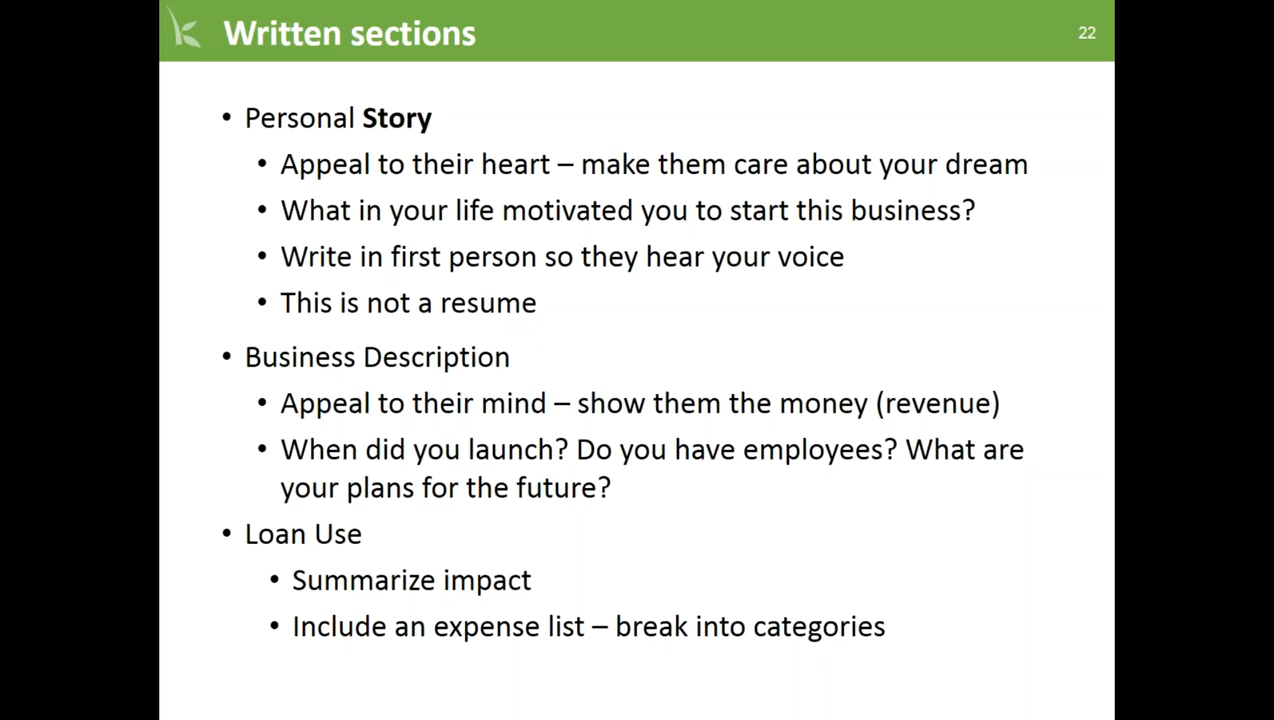 Written sections
22
• Personal Story
• Appeal to their heart – make them care about your dream
• What in your life motivated you to start this business?
• Write in first person so they hear your voice
• This is not a resume
• Business Description
• Appeal to their mind – show them the money (revenue)
• When did you launch? Do you have employees? What are
your plans for the future?
• Loan Use
• Summarize impact
• Include an expense list – break into categories